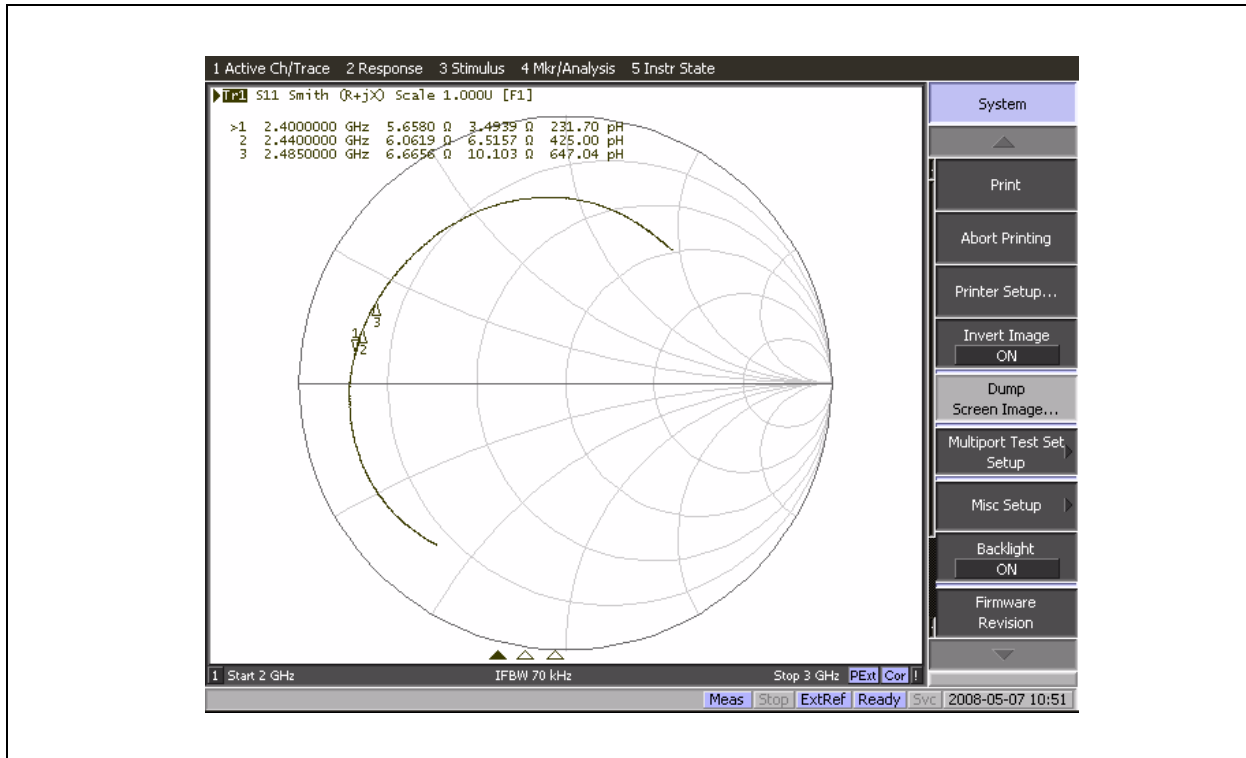 1 Active Ch/Trace 2 Response 3 Stimulus 4 Mkr/Analysis 5 Instr State
Tr1 S11 Smith (R+jX) Scale 1.000U [F1]
>1 2.4000000 GHz 5.6580 Ω 3.4939 Ω 231.70 pH
2 2.4400000 GHz 6.0619 Ω 6.5157 Ω 425.00 pH
3 2.4850000 GHz 6.6656 Ω 10.103 Ω 647.04 pH
1
2
3
System
Print
Abort Printing
Printer Setup...
Invert Image
ON
Dump
Screen Image...
Multiport Test Set
Setup
Misc Setup
Backlight
ON
Firmware
Revision
1 Start 2 GHz IFBW 70 kHz Stop 3 GHz PExt Cor !
Meas Stop ExtRef Ready Svc 2008-05-07 10:51